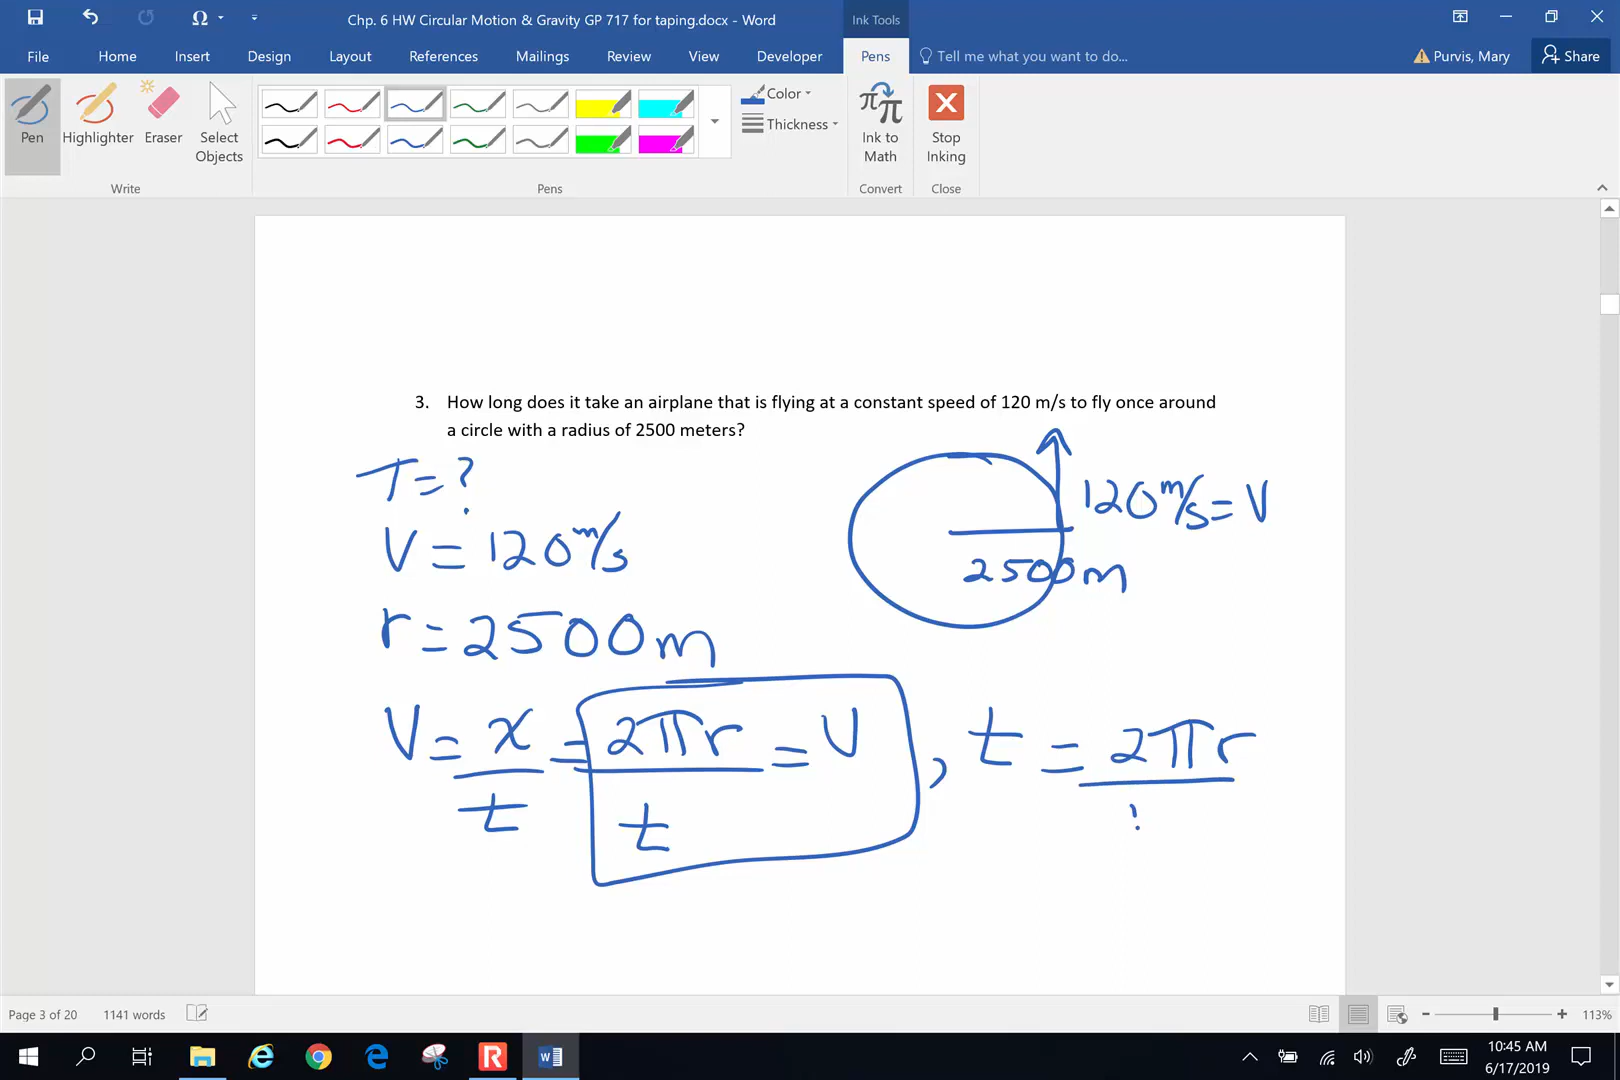 Chp. 6 HW Circular Motion & Gravity GP 717 for taping.docx - Word
Ink Tools
File Home Insert Design Layout References Mailings Review View Developer Pens Tell me what you want to do... Purvis, Mary Share
Pen Highlighter Eraser Select Objects
Color
Thickness
Ink to Math
Stop Inking
Write Pens Convert Close
3. How long does it take an airplane that is flying at a constant speed of 120 m/s to fly once around
a circle with a radius of 2500 meters?
T = ?
V = 120 m/s
r = 2500 m
120 m/s = V
2500 m
V = x/t = 2πr/t = V, t = 2πr
Page 3 of 20 1141 words 113%
10:45 AM
6/17/2019